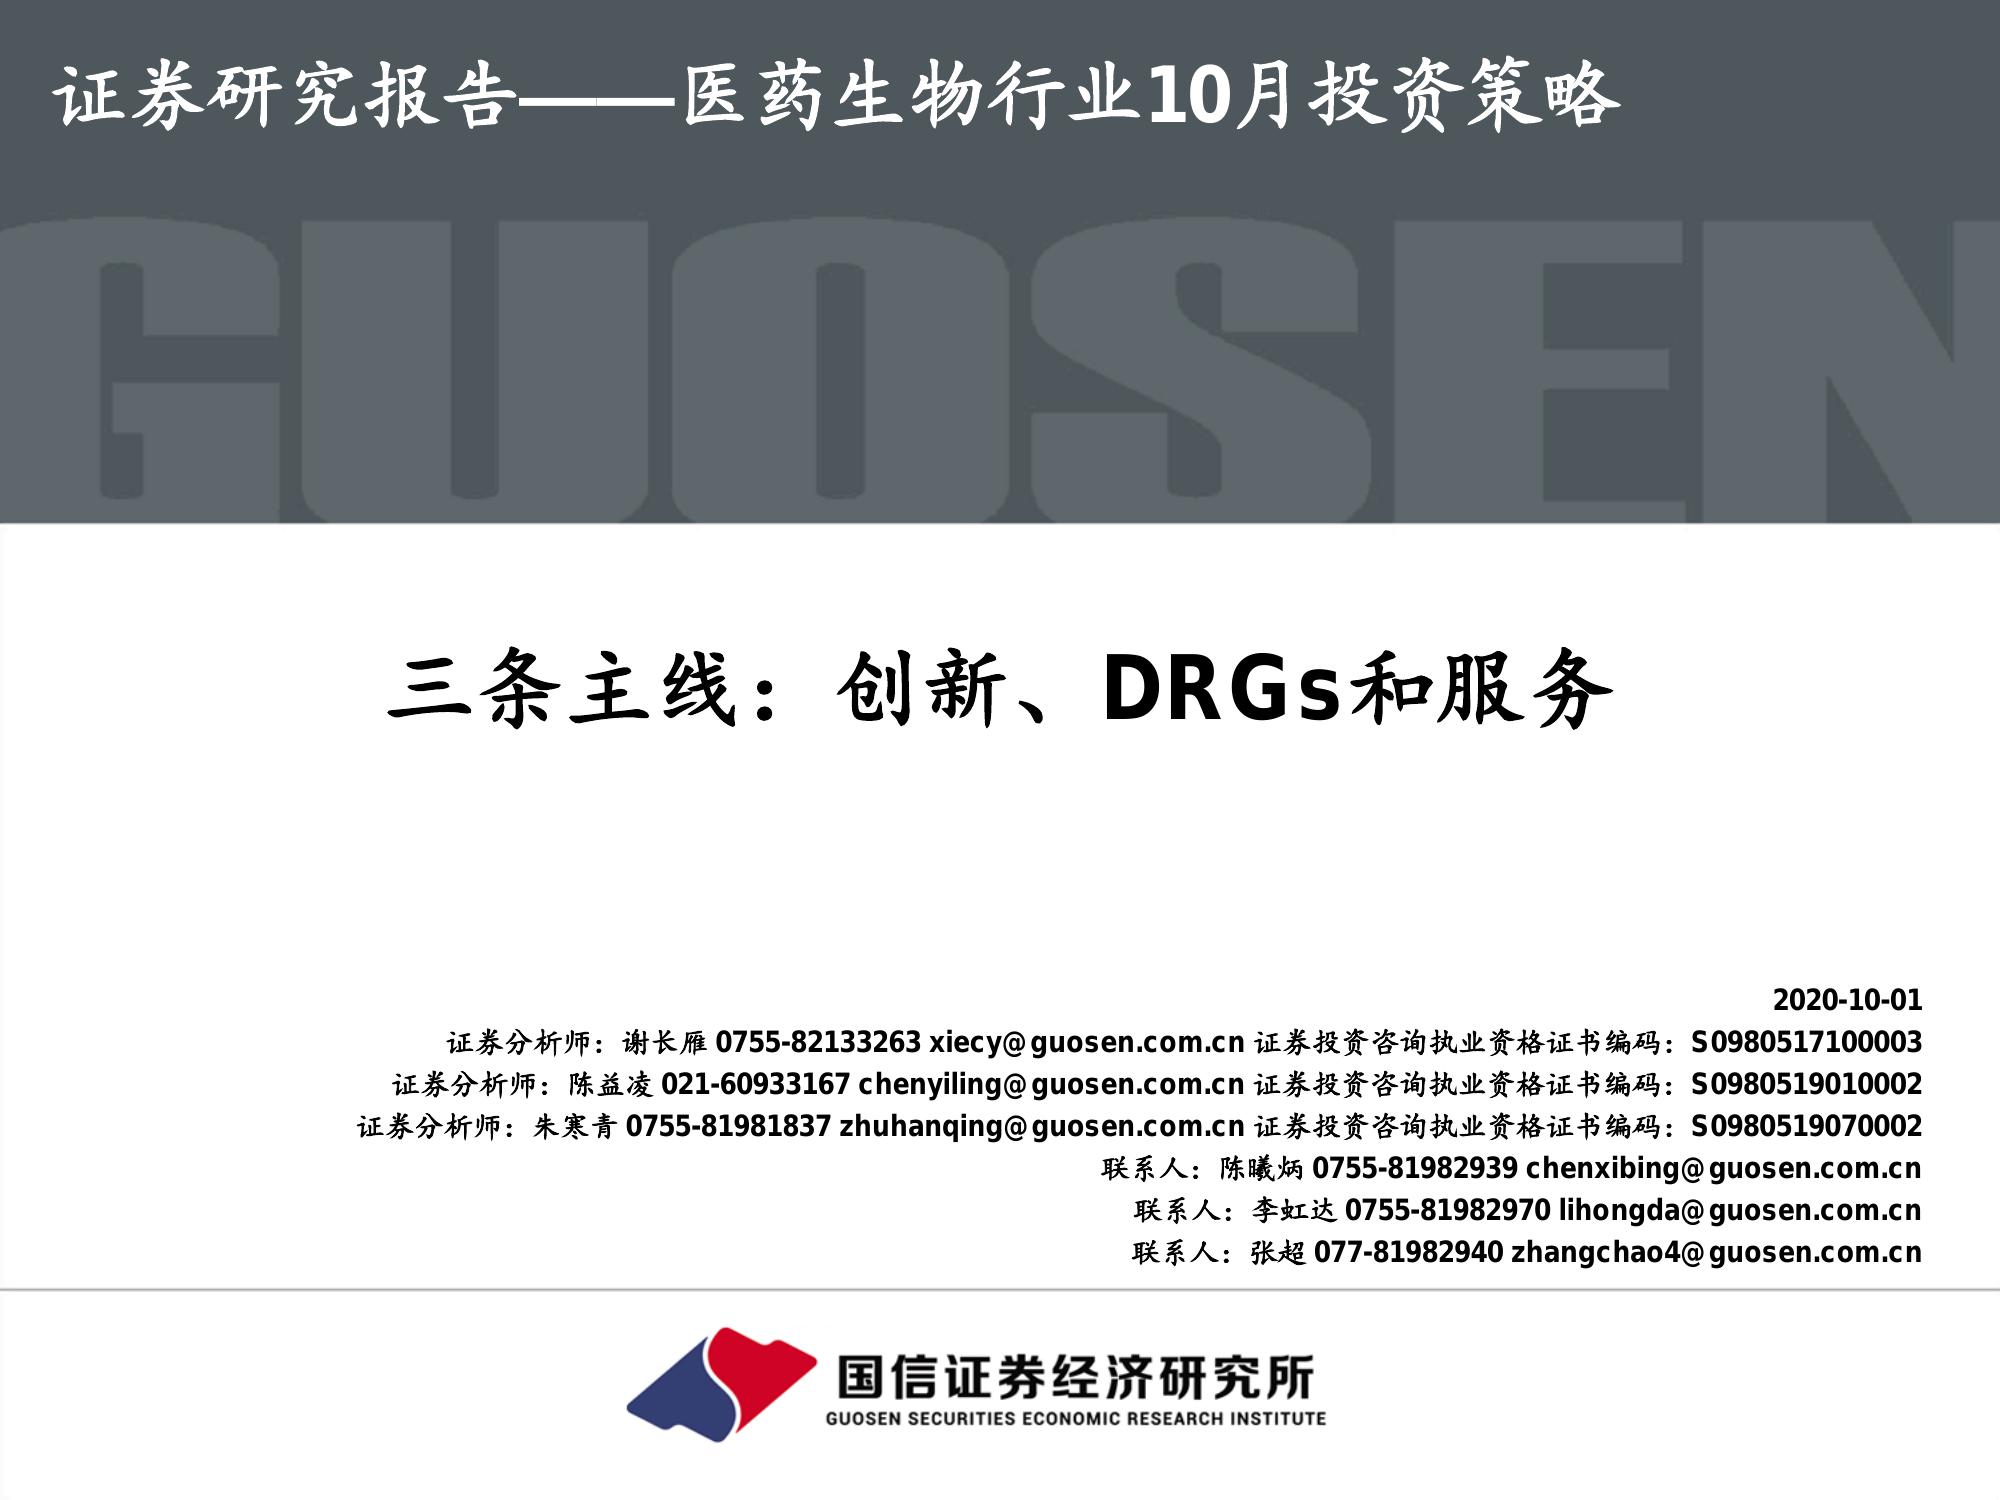 证券研究报告——医药生物行业10月投资策略
GUOSEN
三条主线：创新、DRGs和服务
2020-10-01
证券分析师：谢长雁 0755-82133263 xiecy@guosen.com.cn 证券投资咨询执业资格证书编码：S0980517100003
证券分析师：陈益凌 021-60933167 chenyiling@guosen.com.cn 证券投资咨询执业资格证书编码：S0980519010002
证券分析师：朱寒青 0755-81981837 zhuhanqing@guosen.com.cn 证券投资咨询执业资格证书编码：S0980519070002
联系人：陈曦炳 0755-81982939 chenxibing@guosen.com.cn
联系人：李虹达 0755-81982970 lihongda@guosen.com.cn
联系人：张超 077-81982940 zhangchao4@guosen.com.cn
国信证券经济研究所
GUOSEN SECURITIES ECONOMIC RESEARCH INSTITUTE